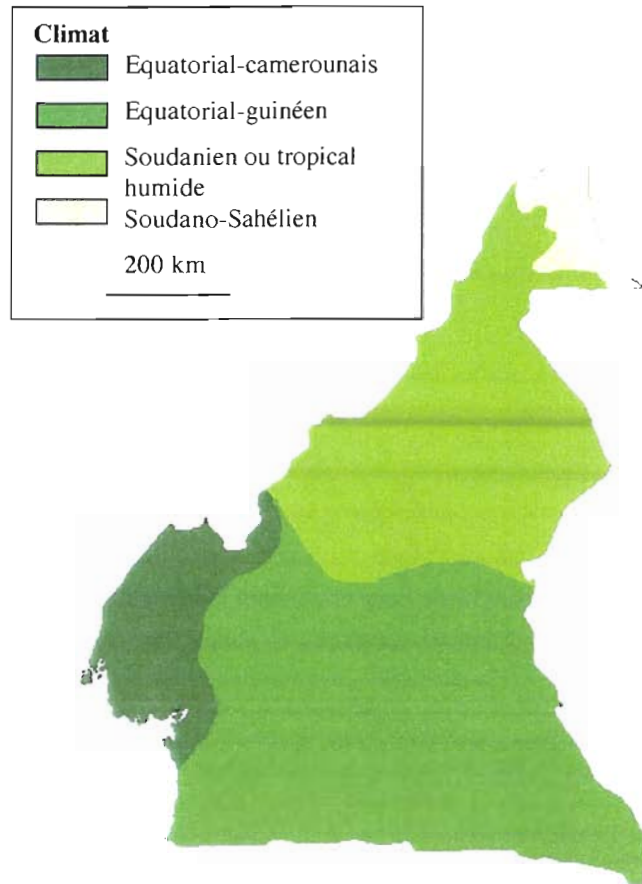 Climat
Equatorial-camerounais
Equatorial-guinéen
Soudanien ou tropical
humide
Soudano-Sahélien
200 km